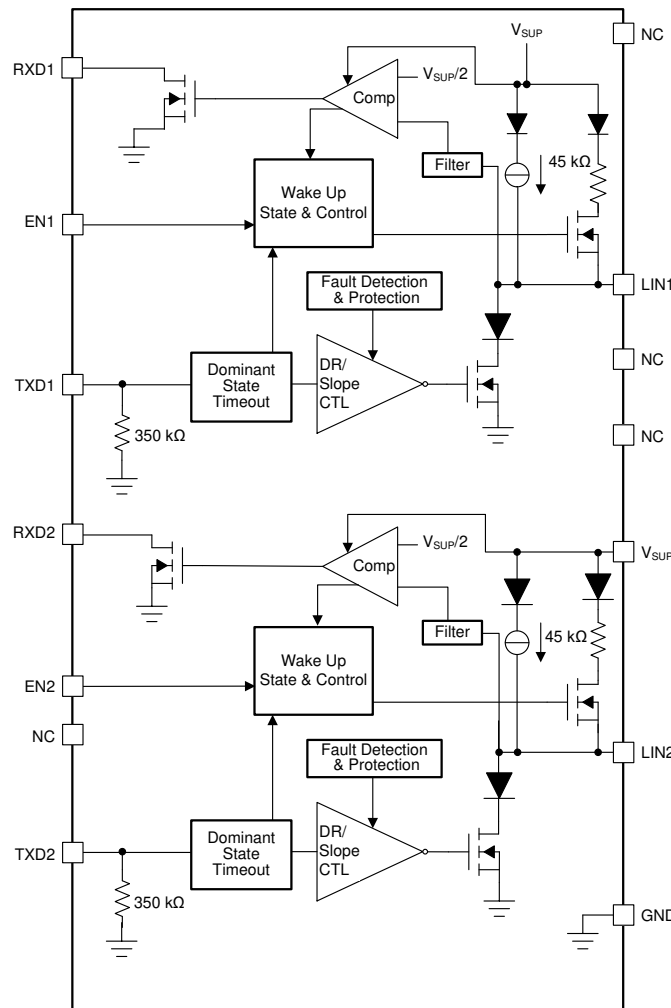 V_SUP
NC
RXD1
V_SUP/2
Comp
Filter
45 kΩ
Wake Up
State & Control
EN1
LIN1
Fault Detection
& Protection
NC
TXD1
Dominant
State
Timeout
DR/
Slope
CTL
350 kΩ
NC
RXD2
V_SUP/2
V_SUP
Comp
Filter
45 kΩ
Wake Up
State & Control
EN2
NC
LIN2
Fault Detection
& Protection
TXD2
Dominant
State
Timeout
DR/
Slope
CTL
350 kΩ
GND